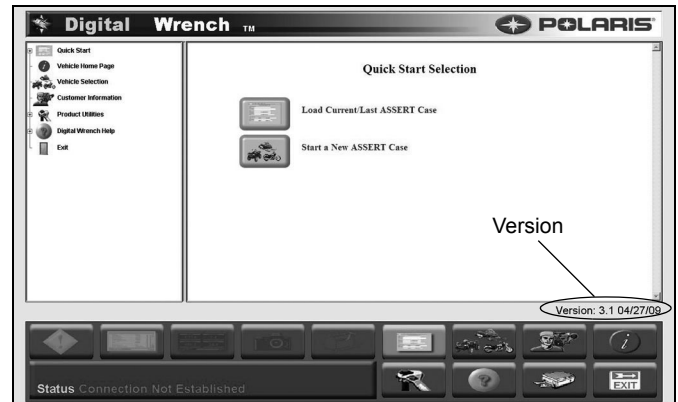 Digital Wrench TM
POLARIS
Quick Start
Vehicle Home Page
Vehicle Selection
Customer Information
Product Utilities
Digital Wrench Help
Exit
Quick Start Selection
Load Current/Last ASSERT Case
Start a New ASSERT Case
Version
Version: 3.1 04/27/09
Status Connection Not Established
EXIT